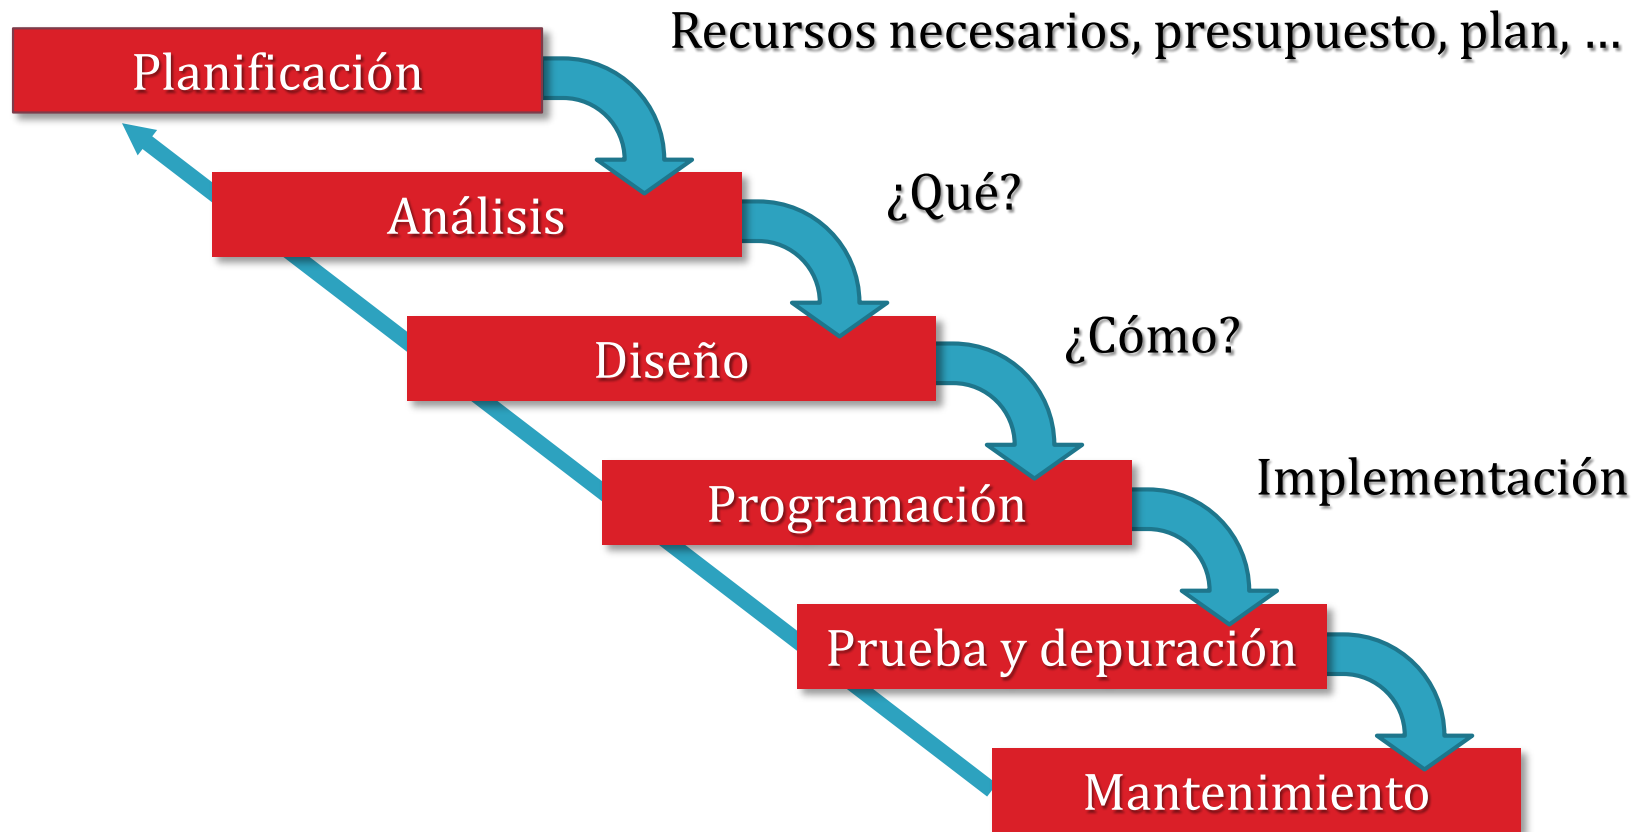 Recursos necesarios, presupuesto, plan, ...
Planificación
¿Qué?
Análisis
¿Cómo?
Diseño
Implementación
Programación
Prueba y depuración
Mantenimiento